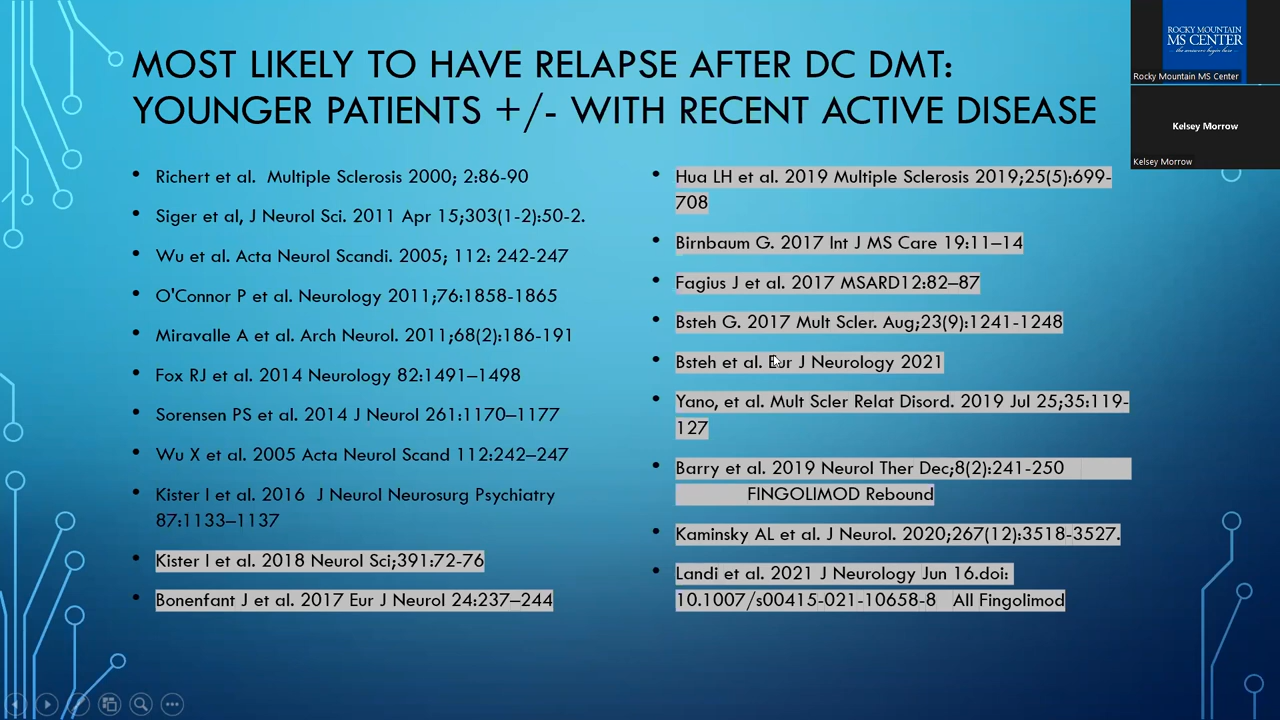 MOST LIKELY TO HAVE RELAPSE AFTER DC DMT:
YOUNGER PATIENTS +/- WITH RECENT ACTIVE DISEASE
• Richert et al.  Multiple Sclerosis 2000; 2:86-90
• Siger et al, J Neurol Sci. 2011 Apr 15;303(1-2):50-2.
• Wu et al. Acta Neurol Scandi. 2005; 112: 242-247
• O'Connor P et al. Neurology 2011;76:1858-1865
• Miravalle A et al. Arch Neurol. 2011;68(2):186-191
• Fox RJ et al. 2014 Neurology 82:1491–1498
• Sorensen PS et al. 2014 J Neurol 261:1170–1177
• Wu X et al. 2005 Acta Neurol Scand 112:242–247
• Kister I et al. 2016  J Neurol Neurosurg Psychiatry
87:1133–1137
• Kister I et al. 2018 Neurol Sci;391:72-76
• Bonenfant J et al. 2017 Eur J Neurol 24:237–244
• Hua LH et al. 2019 Multiple Sclerosis 2019;25(5):699-
708
• Birnbaum G. 2017 Int J MS Care 19:11–14
• Fagius J et al. 2017 MSARD12:82–87
• Bsteh G. 2017 Mult Scler. Aug;23(9):1241-1248
• Bsteh et al. Eur J Neurology 2021
• Yano, et al. Mult Scler Relat Disord. 2019 Jul 25;35:119-
127
• Barry et al. 2019 Neurol Ther Dec;8(2):241-250
FINGOLIMOD Rebound
• Kaminsky AL et al. J Neurol. 2020;267(12):3518-3527.
• Landi et al. 2021 J Neurology Jun 16.doi:
10.1007/s00415-021-10658-8   All Fingolimod
ROCKY MOUNTAIN
MS CENTER
Rocky Mountain MS Center
Kelsey Morrow
Kelsey Morrow